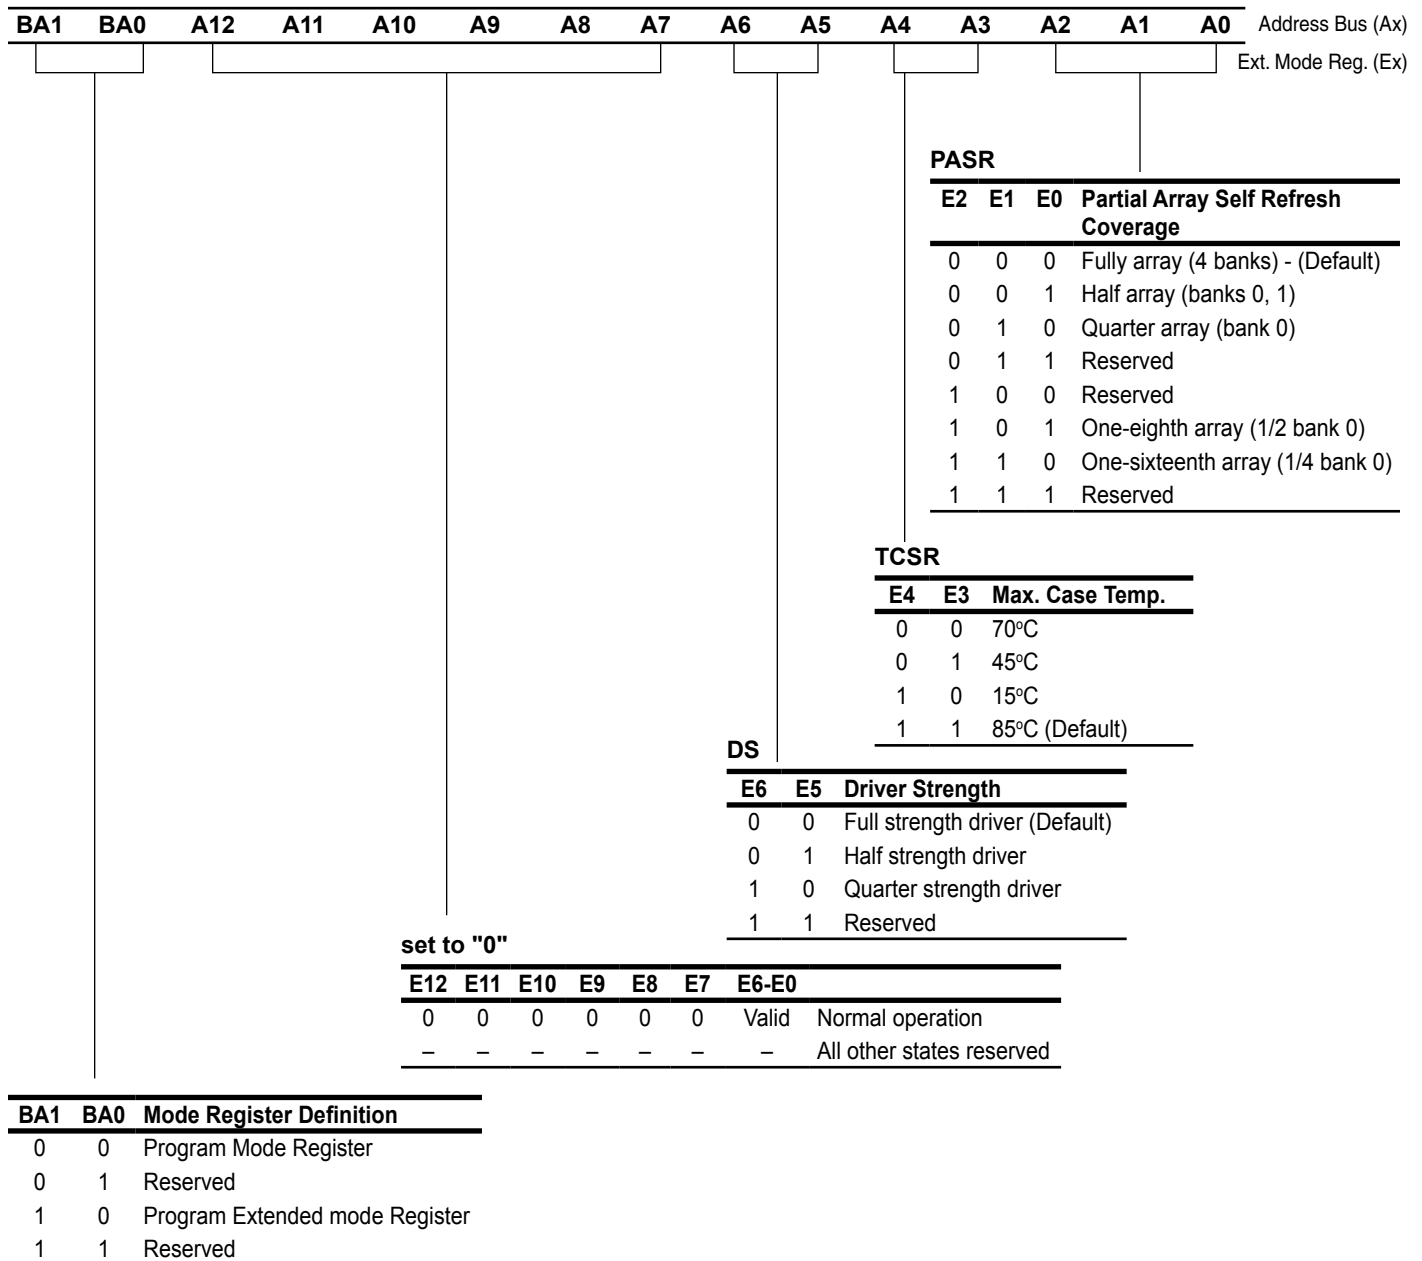 BA1 BA0 A12 A11 A10 A9 A8 A7 A6 A5 A4 A3 A2 A1 A0 Address Bus (Ax)
Ext. Mode Reg. (Ex)
PASR
E2 E1 E0 Partial Array Self Refresh
Coverage
0 0 0 Fully array (4 banks) - (Default)
0 0 1 Half array (banks 0, 1)
0 1 0 Quarter array (bank 0)
0 1 1 Reserved
1 0 0 Reserved
1 0 1 One-eighth array (1/2 bank 0)
1 1 0 One-sixteenth array (1/4 bank 0)
1 1 1 Reserved
TCSR
E4 E3 Max. Case Temp.
0 0 70°C
0 1 45°C
1 0 15°C
1 1 85°C (Default)
DS
E6 E5 Driver Strength
0 0 Full strength driver (Default)
0 1 Half strength driver
1 0 Quarter strength driver
1 1 Reserved
set to "0"
E12 E11 E10 E9 E8 E7 E6-E0
0 0 0 0 0 0 Valid Normal operation
– – – – – – – All other states reserved
BA1 BA0 Mode Register Definition
0 0 Program Mode Register
0 1 Reserved
1 0 Program Extended mode Register
1 1 Reserved